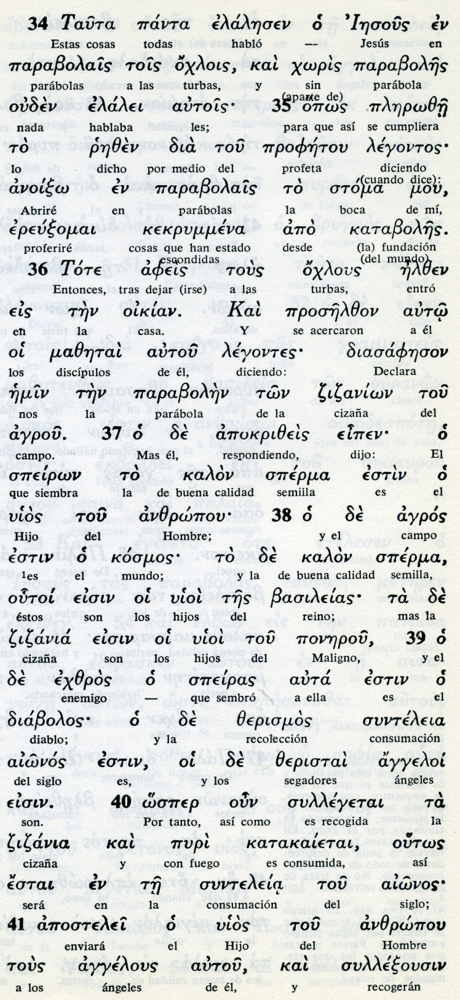 34 Ταῦτα πάντα ἐλάλησεν ὁ Ἰησοῦς ἐν
Estas cosas todas habló — Jesús en
παραβολαῖς τοῖς ὄχλοις, καὶ χωρὶς παραβολῆς
parábolas a las turbas, y sin parábola
(aparte de)
οὐδὲν ἐλάλει αὐτοῖς· 35 ὅπως πληρωθῇ
nada hablaba les; para que así se cumpliera
τὸ ῥηθὲν διὰ τοῦ προφήτου λέγοντος·
lo dicho por medio del profeta diciendo
(cuando dice):
ἀνοίξω ἐν παραβολαῖς τὸ στόμα μου,
Abriré en parábolas la boca de mí,
ἐρεύξομαι κεκρυμμένα ἀπὸ καταβολῆς.
proferiré cosas que han estado desde (la) fundación
escondidas (del mundo).
36 Τότε ἀφεὶς τοὺς ὄχλους ἦλθεν
Entonces, tras dejar (irse) a las turbas, entró
εἰς τὴν οἰκίαν. Καὶ προσῆλθον αὐτῷ
en la casa. Y se acercaron a él
οἱ μαθηταὶ αὐτοῦ λέγοντες· διασάφησον
los discípulos de él, diciendo: Declara
ἡμῖν τὴν παραβολὴν τῶν ζιζανίων τοῦ
nos la parábola de la cizaña del
ἀγροῦ. 37 ὁ δὲ ἀποκριθεὶς εἶπεν· ὁ
campo. Mas él, respondiendo, dijo: El
σπείρων τὸ καλὸν σπέρμα ἐστὶν ὁ
que siembra la de buena calidad semilla es el
υἱὸς τοῦ ἀνθρώπου· 38 ὁ δὲ ἀγρός
Hijo del Hombre; y el campo
ἐστιν ὁ κόσμος· τὸ δὲ καλὸν σπέρμα,
1es el mundo; y la de buena calidad semilla,
οὗτοί εἰσιν οἱ υἱοὶ τῆς βασιλείας· τὰ δὲ
éstos son los hijos del reino; mas la
ζιζάνιά εἰσιν οἱ υἱοὶ τοῦ πονηροῦ, 39 ὁ
cizaña son los hijos del Maligno, y el
δὲ ἐχθρὸς ὁ σπείρας αὐτά ἐστιν ὁ
enemigo — que sembró a ella es el
διάβολος· ὁ δὲ θερισμὸς συντέλεια
diablo; y la recolección consumación
αἰῶνός ἐστιν, οἱ δὲ θερισταὶ ἄγγελοί
del siglo es, y los segadores ángeles
εἰσιν. 40 ὥσπερ οὖν συλλέγεται τὰ
son. Por tanto, así como es recogida la
ζιζάνια καὶ πυρὶ κατακαίεται, οὕτως
cizaña y con fuego es consumida, así
ἔσται ἐν τῇ συντελείᾳ τοῦ αἰῶνος·
será en la consumación del siglo;
41 ἀποστελεῖ ὁ υἱὸς τοῦ ἀνθρώπου
enviará el Hijo del Hombre
τοὺς ἀγγέλους αὐτοῦ, καὶ συλλέξουσιν
a los ángeles de él, y recogerán